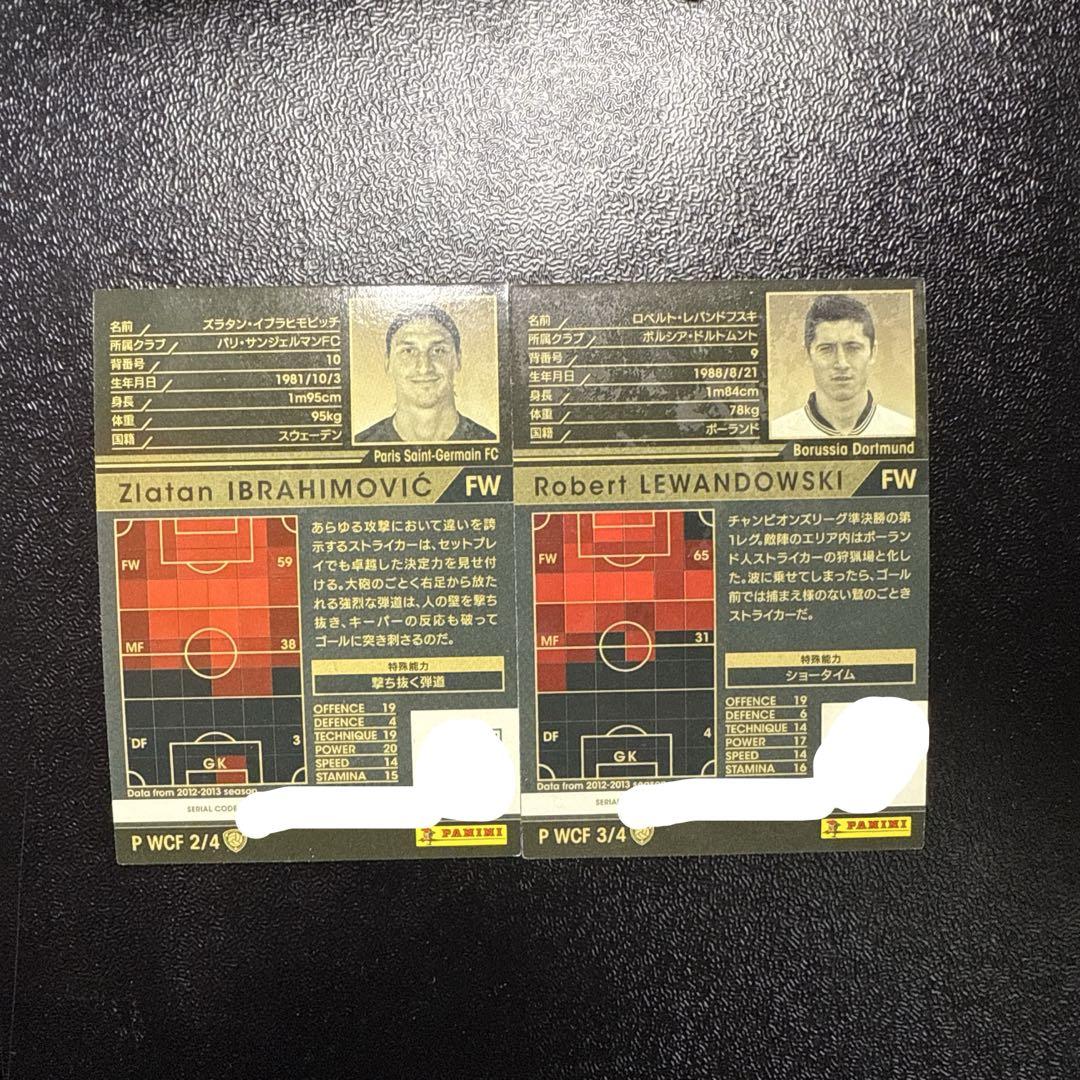 名前 ズラタン・イブラヒモビッチ
所属クラブ パリ・サンジェルマンFC
背番号 10
生年月日 1981/10/3
身長 1m95cm
体重 95kg
国籍 スウェーデン
Paris Saint-Germain FC
Zlatan IBRAHIMOVIĆ FW
FW 59
MF 38
DF 3
GK
Data from 2012-2013 season
あらゆる攻撃において違いを誇
示するストライカーは、セットプレ
イでも卓越した決定力を見せ付
ける。大砲のごとく右足から放た
れる強烈な弾道は、人の壁を撃ち
抜き、キーパーの反応も破って
ゴールに突き刺さるのだ。
特殊能力
撃ち抜く弾道
OFFENCE 19
DEFENCE 4
TECHNIQUE 19
POWER 20
SPEED 14
STAMINA 15
SERIAL CODE
P WCF 2/4
PANINI
名前 ロベルト・レバンドフスキ
所属クラブ ボルシア・ドルトムント
背番号 9
生年月日 1988/8/21
身長 1m84cm
体重 78kg
国籍 ポーランド
Borussia Dortmund
Robert LEWANDOWSKI FW
FW 65
MF 31
DF 4
GK
Data from 2012-2013 season
チャンピオンズリーグ準決勝の第
1レグ。敵陣のエリア内はポーラン
ド人ストライカーの狩猟場と化し
た。波に乗せてしまったら、ゴール
前では捕まえ様のない鷲のごとき
ストライカーだ。
特殊能力
ショータイム
OFFENCE 19
DEFENCE 6
TECHNIQUE 14
POWER 17
SPEED 14
STAMINA 16
SERIA
P WCF 3/4
PANINI